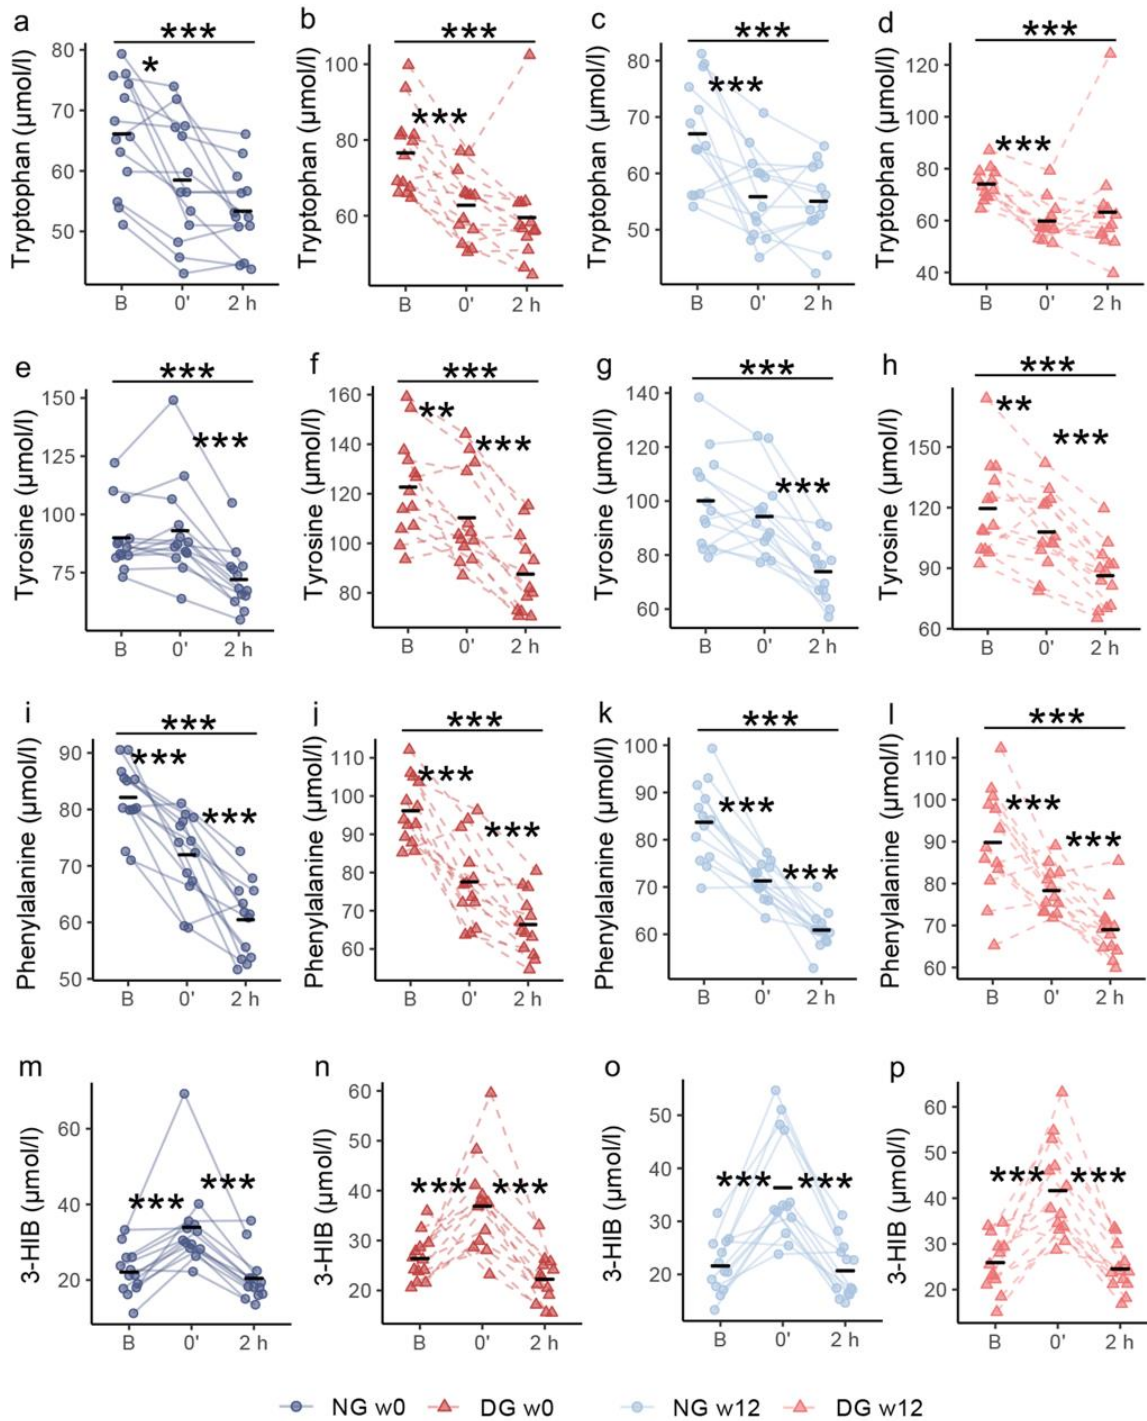 a b c d
*** *** *** ***
Tryptophan (µmol/l)
80
70
60
50
*
B 0' 2 h
Tryptophan (µmol/l)
100
80
60
***
B 0' 2 h
Tryptophan (µmol/l)
80
70
60
50
***
B 0' 2 h
Tryptophan (µmol/l)
120
100
80
60
40
***
B 0' 2 h
e f g h
*** *** *** ***
Tyrosine (µmol/l)
150
125
100
75
***
B 0' 2 h
Tyrosine (µmol/l)
160
140
120
100
80
** ***
B 0' 2 h
Tyrosine (µmol/l)
140
120
100
80
60
***
B 0' 2 h
Tyrosine (µmol/l)
150
120
90
60
** ***
B 0' 2 h
i j k l
*** *** *** ***
Phenylalanine (µmol/l)
90
80
70
60
50
*** ***
B 0' 2 h
Phenylalanine (µmol/l)
110
100
90
80
70
60
*** ***
B 0' 2 h
Phenylalanine (µmol/l)
100
90
80
70
60
*** ***
B 0' 2 h
Phenylalanine (µmol/l)
110
100
90
80
70
60
*** ***
B 0' 2 h
m n o p
3-HIB (µmol/l)
60
40
20
*** ***
B 0' 2 h
3-HIB (µmol/l)
60
50
40
30
20
*** ***
B 0' 2 h
3-HIB (µmol/l)
50
40
30
20
*** ***
B 0' 2 h
3-HIB (µmol/l)
60
50
40
30
20
*** ***
B 0' 2 h
NG w0 DG w0 NG w12 DG w12